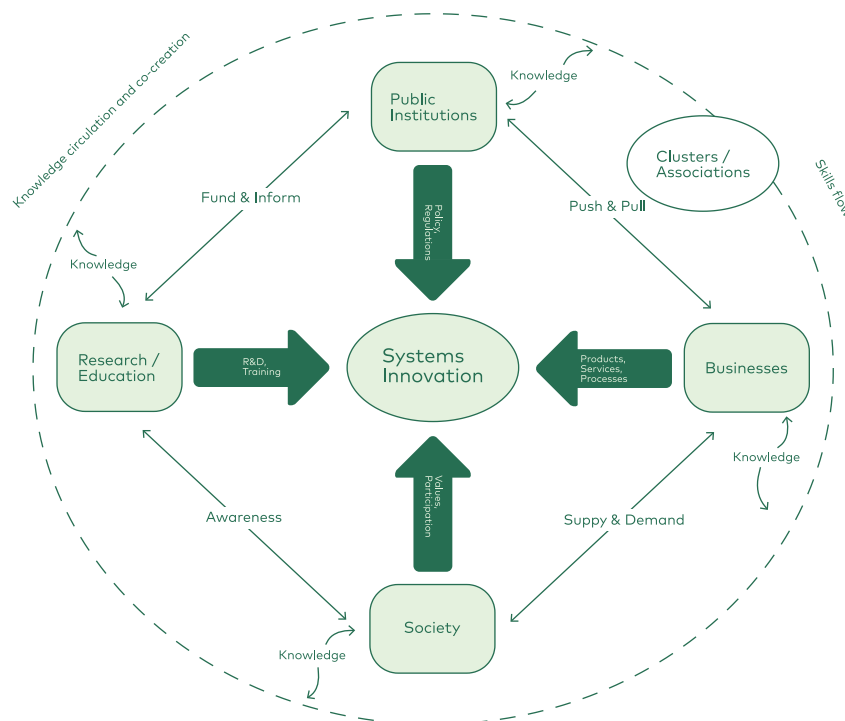 Knowledge circulation and co-creation
Knowledge
Public
Institutions
Clusters /
Associations
Skills flow
Fund & Inform
Policy,
Regulations
Push & Pull
Knowledge
Research /
Education
R&D,
Training
Systems
Innovation
Products,
Services,
Processes
Businesses
Knowledge
Awareness
Values,
Participation
Suppy & Demand
Society
Knowledge